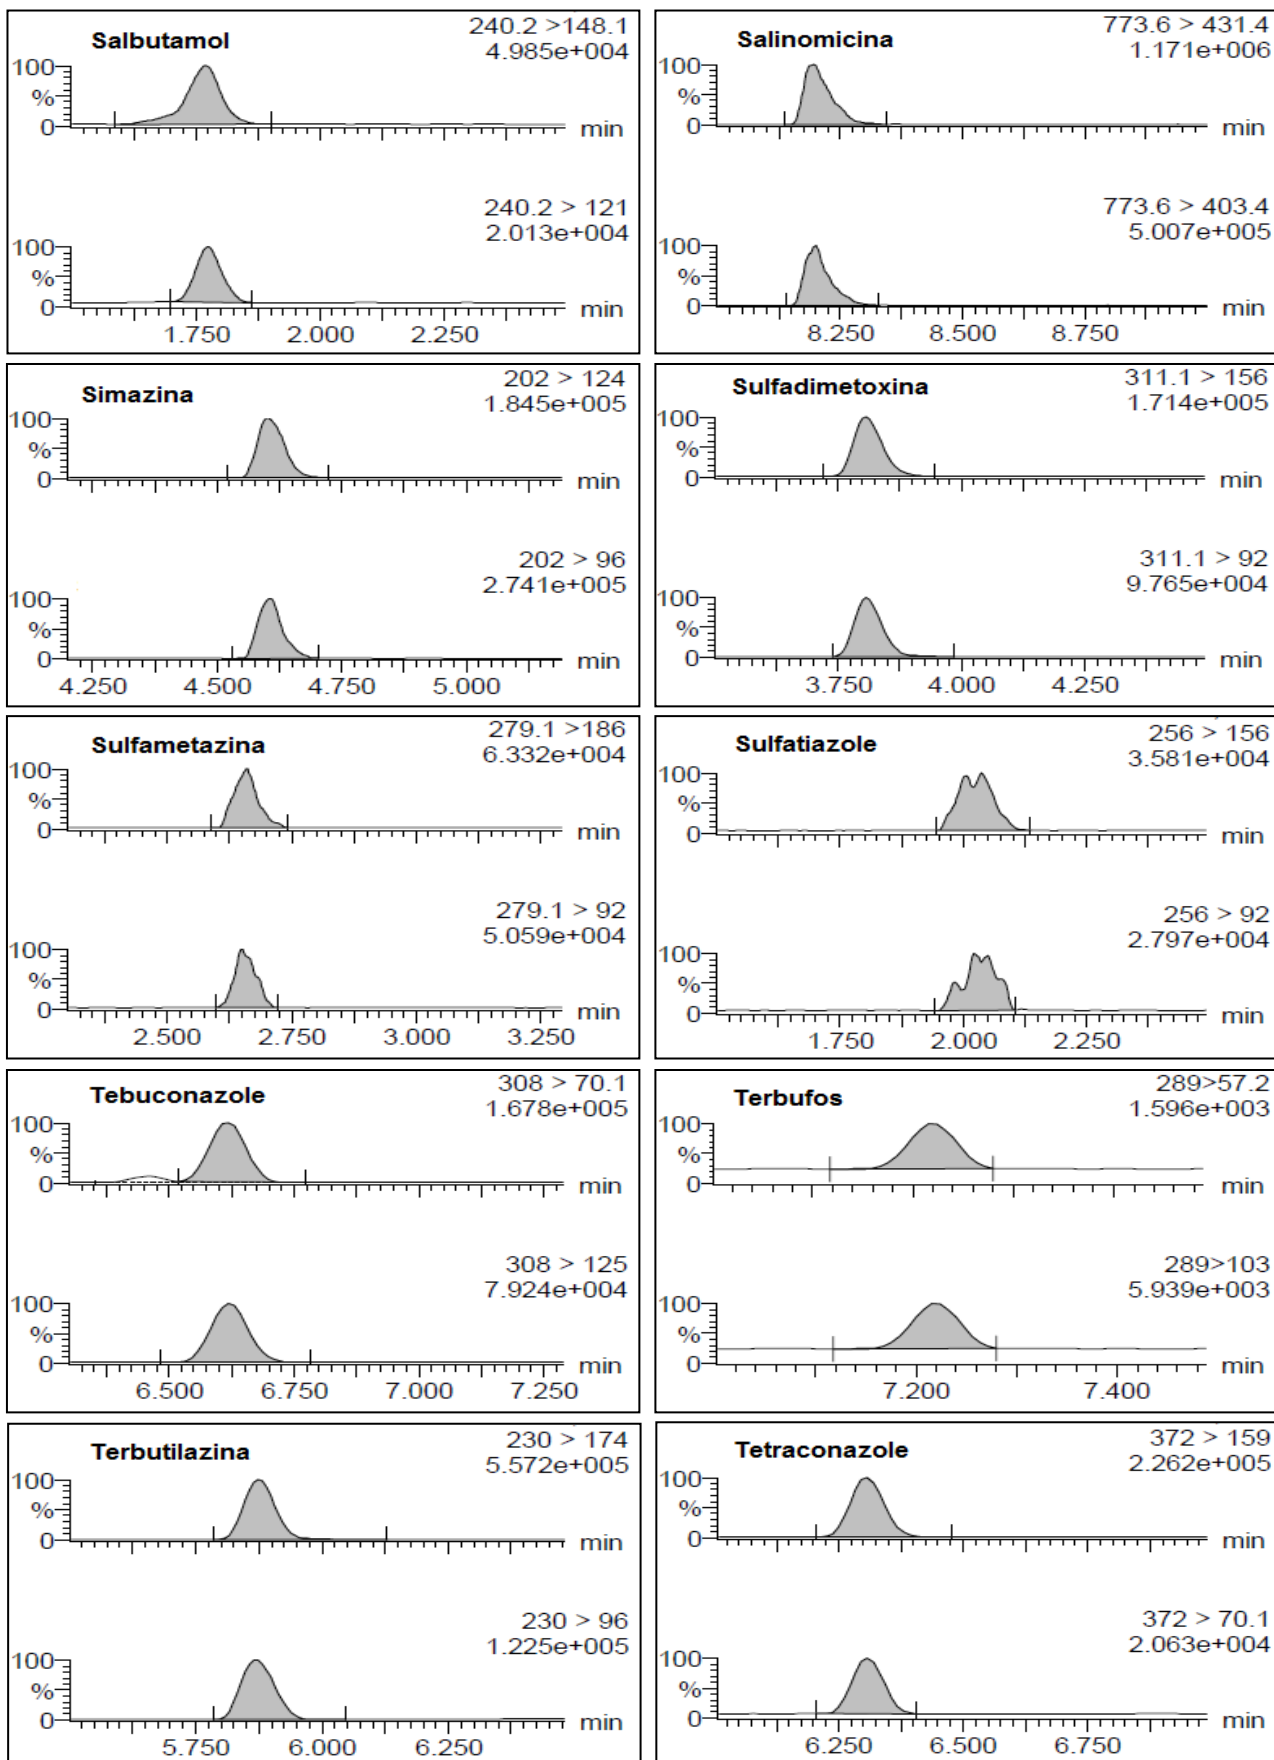 Salbutamol
240.2 >148.1
4.985e+004
100
%
0
min
240.2 > 121
2.013e+004
100
%
0
min
1.750 2.000 2.250
Salinomicina
773.6 > 431.4
1.171e+006
100
%
0
min
773.6 > 403.4
5.007e+005
100
%
0
min
8.250 8.500 8.750
Simazina
202 > 124
1.845e+005
100
%
0
min
202 > 96
2.741e+005
100
%
0
min
4.250 4.500 4.750 5.000
Sulfadimetoxina
311.1 > 156
1.714e+005
100
%
0
min
311.1 > 92
9.765e+004
100
%
0
min
3.750 4.000 4.250
Sulfametazina
279.1 >186
6.332e+004
100
%
0
min
279.1 > 92
5.059e+004
100
%
0
min
2.500 2.750 3.000 3.250
Sulfatiazole
256 > 156
3.581e+004
100
%
0
min
256 > 92
2.797e+004
100
%
0
min
1.750 2.000 2.250
Tebuconazole
308 > 70.1
1.678e+005
100
%
0
min
308 > 125
7.924e+004
100
%
0
min
6.500 6.750 7.000 7.250
Terbufos
289>57.2
1.596e+003
100
%
0
min
289>103
5.939e+003
100
%
0
min
7.200 7.400
Terbutilazina
230 > 174
5.572e+005
100
%
0
min
230 > 96
1.225e+005
100
%
0
min
5.750 6.000 6.250
Tetraconazole
372 > 159
2.262e+005
100
%
0
min
372 > 70.1
2.063e+004
100
%
0
min
6.250 6.500 6.750